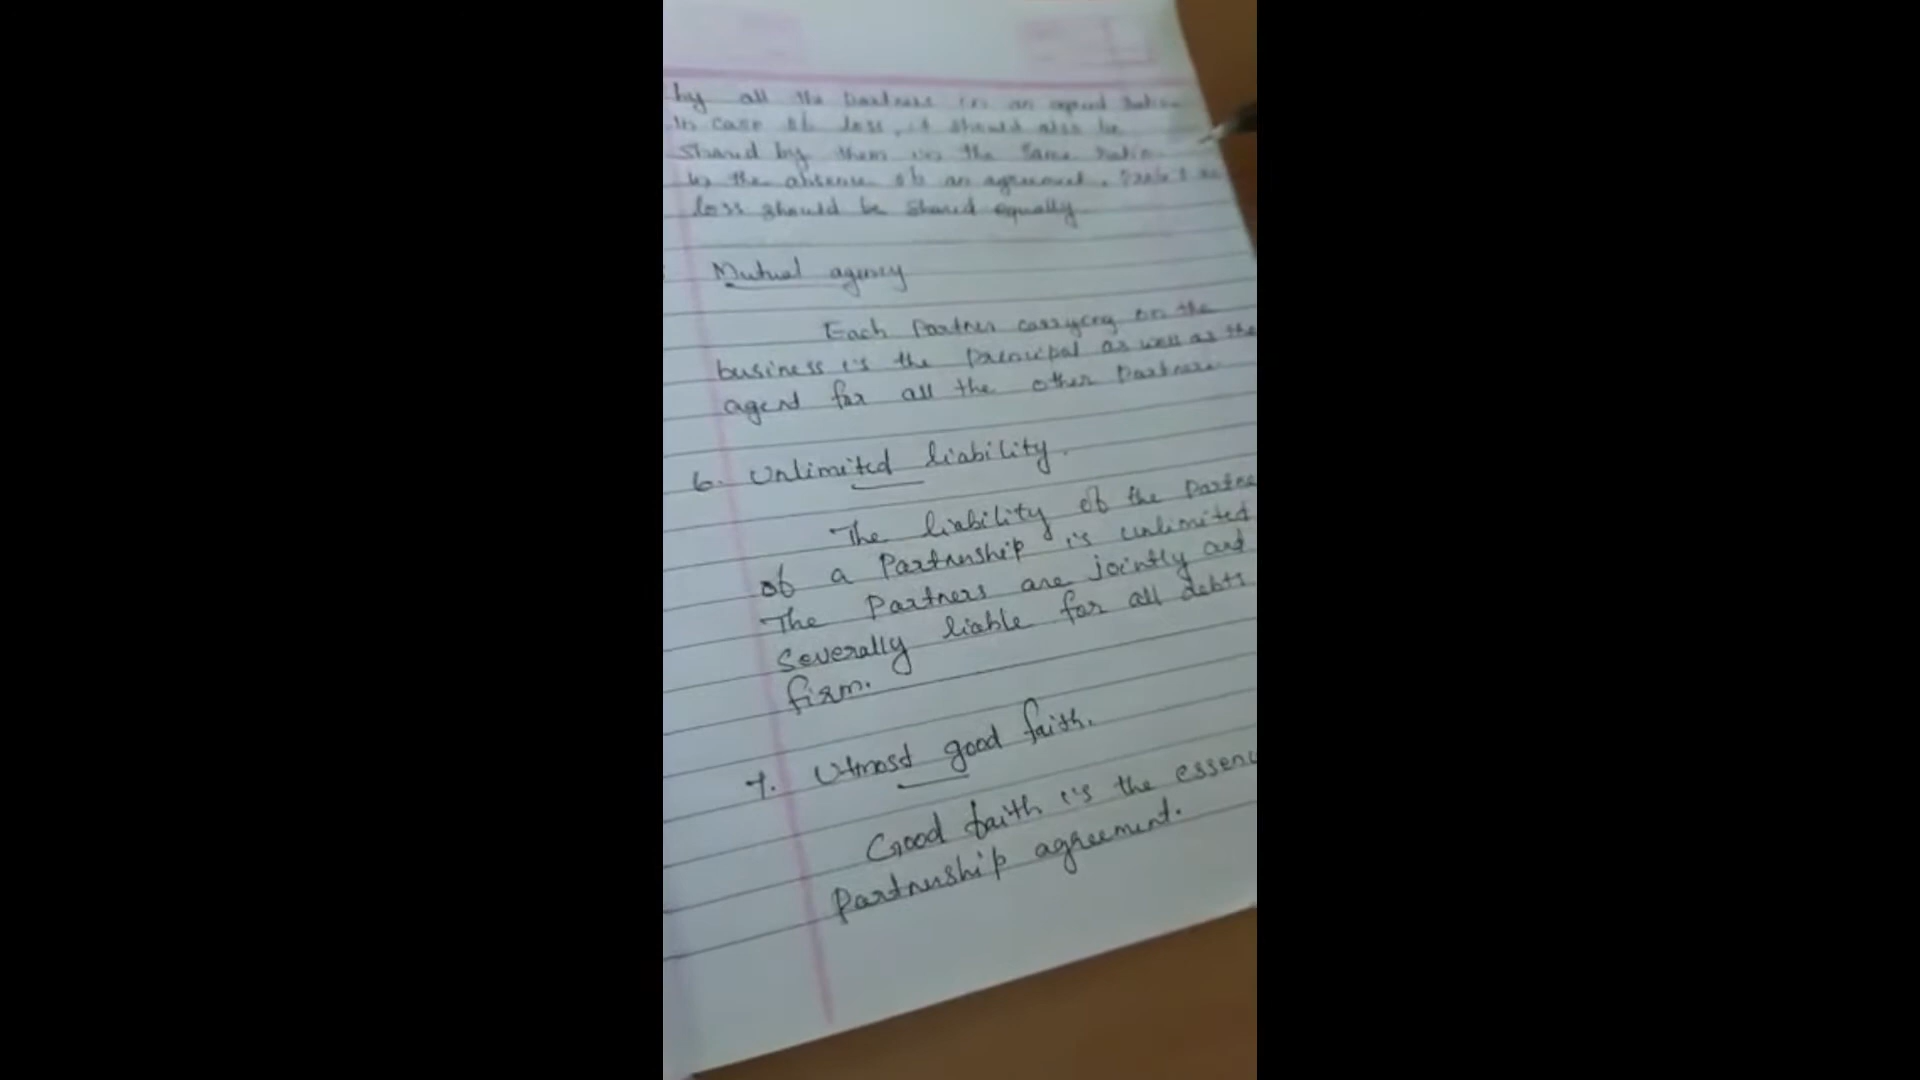 by all the partners in an agreed ratio
In case of loss, it should also be
shared by them in the same ratio
In the absence of an agreement,
loss should be shared equally
Mutual agency
Each Partner carrying on the
business is the principal as well as the
agent for all the other Partners
6. Unlimited liability.
The liability of the Partne
of a Partnership is unlimited
The Partners are jointly and
Severally liable for all debts
firm.
7. Utmost good faith.
Good faith is the essenc
Partnership agreement.